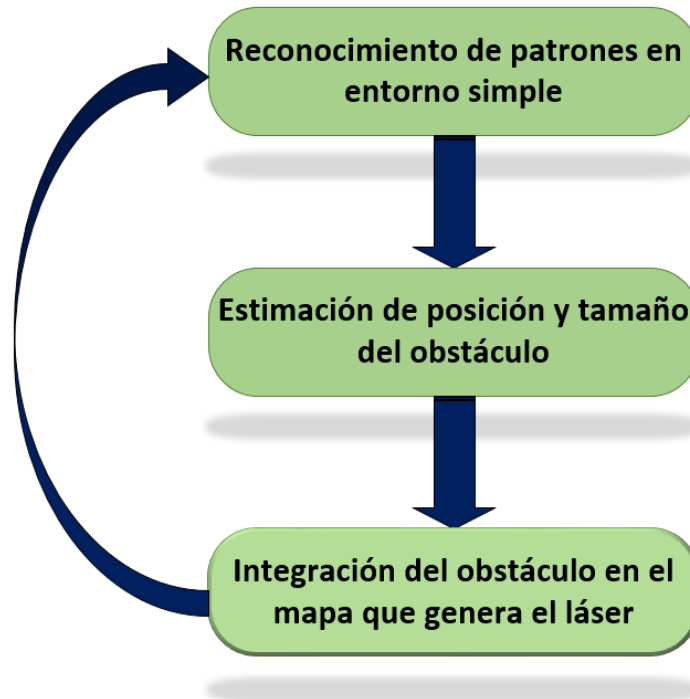 Reconocimiento de patrones en
entorno simple
Estimación de posición y tamaño
del obstáculo
Integración del obstáculo en el
mapa que genera el láser